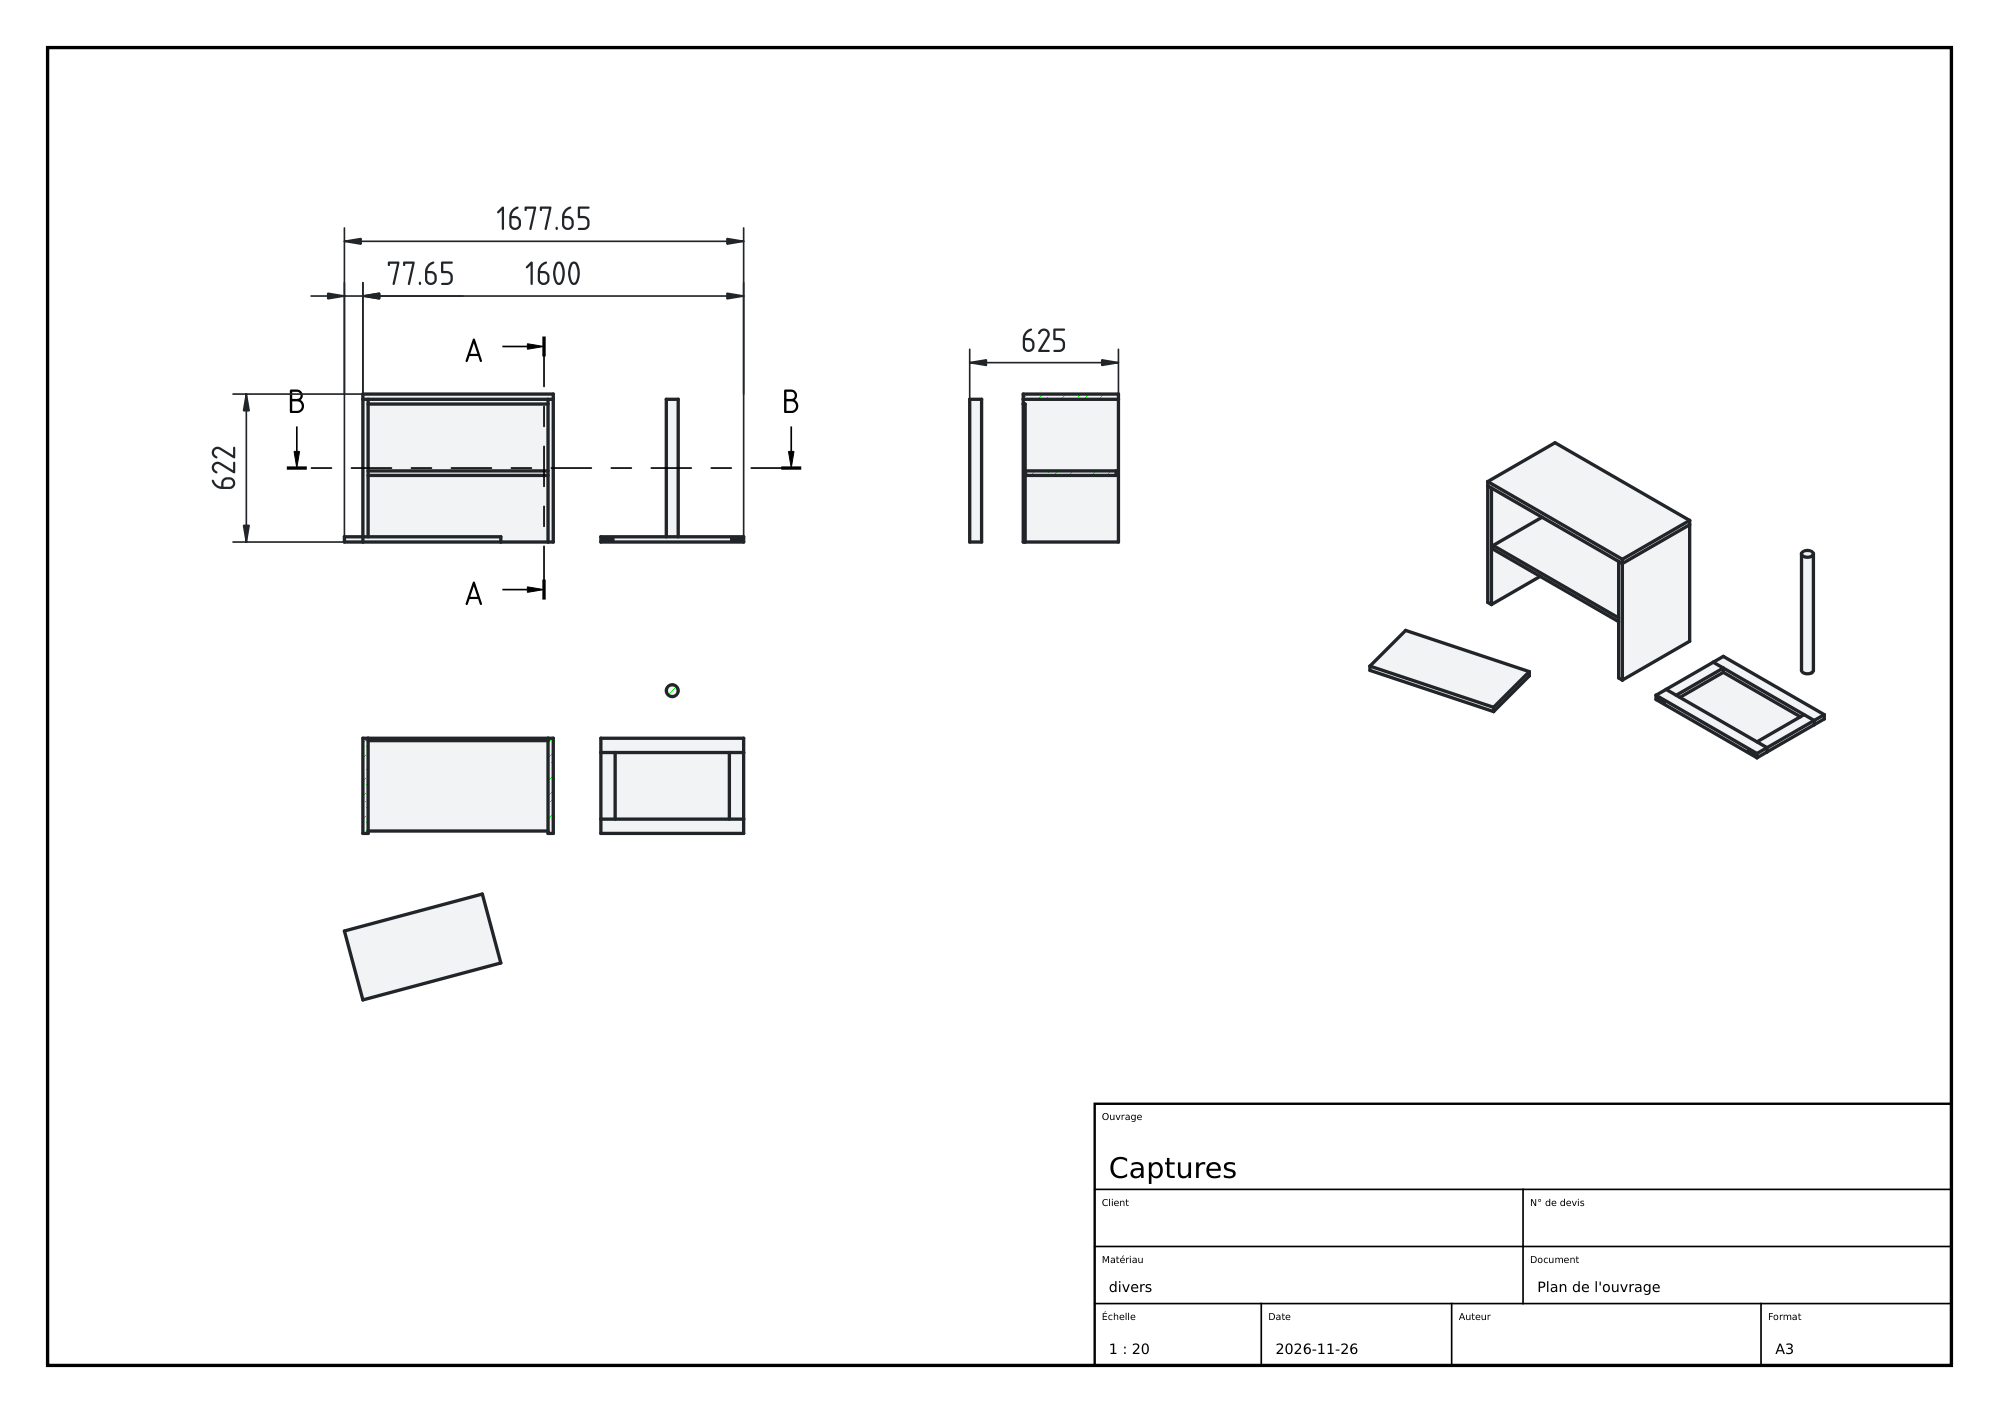 1677.65
77.65 1600
A
625
B B
622
A
Ouvrage
Captures
Client N° de devis
Matériau Document
divers Plan de l'ouvrage
Échelle Date Auteur Format
1 : 20 2026-11-26 A3